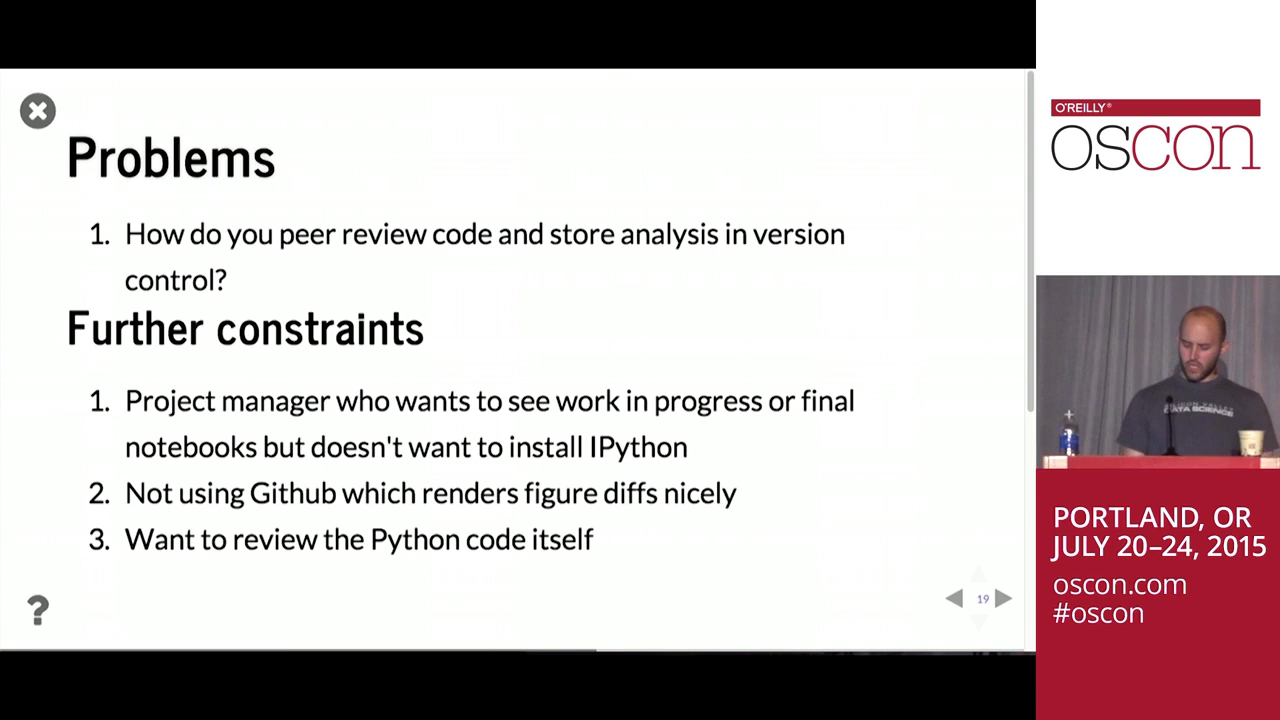 Problems
1. How do you peer review code and store analysis in version
control?
Further constraints
1. Project manager who wants to see work in progress or final
notebooks but doesn't want to install IPython
2. Not using Github which renders figure diffs nicely
3. Want to review the Python code itself
?
19
O'REILLY®
OSCON
DATA SCIENCE
PORTLAND, OR
JULY 20–24, 2015
oscon.com
#oscon